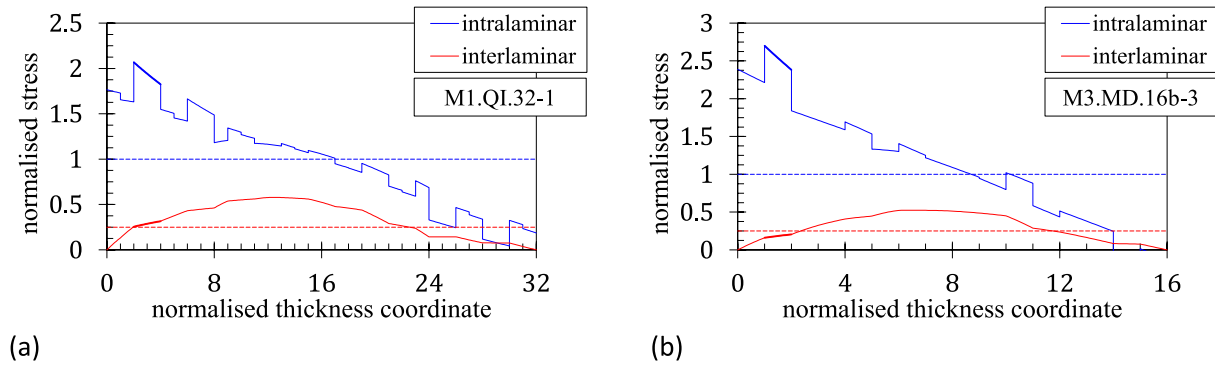 2.5
2
1.5
1
0.5
0
normalised stress
intralaminar
interlaminar
M1.QI.32-1
0 8 16 24 32
normalised thickness coordinate
(a)
3
2.5
2
1.5
1
0.5
0
normalised stress
intralaminar
interlaminar
M3.MD.16b-3
0 4 8 12 16
normalised thickness coordinate
(b)